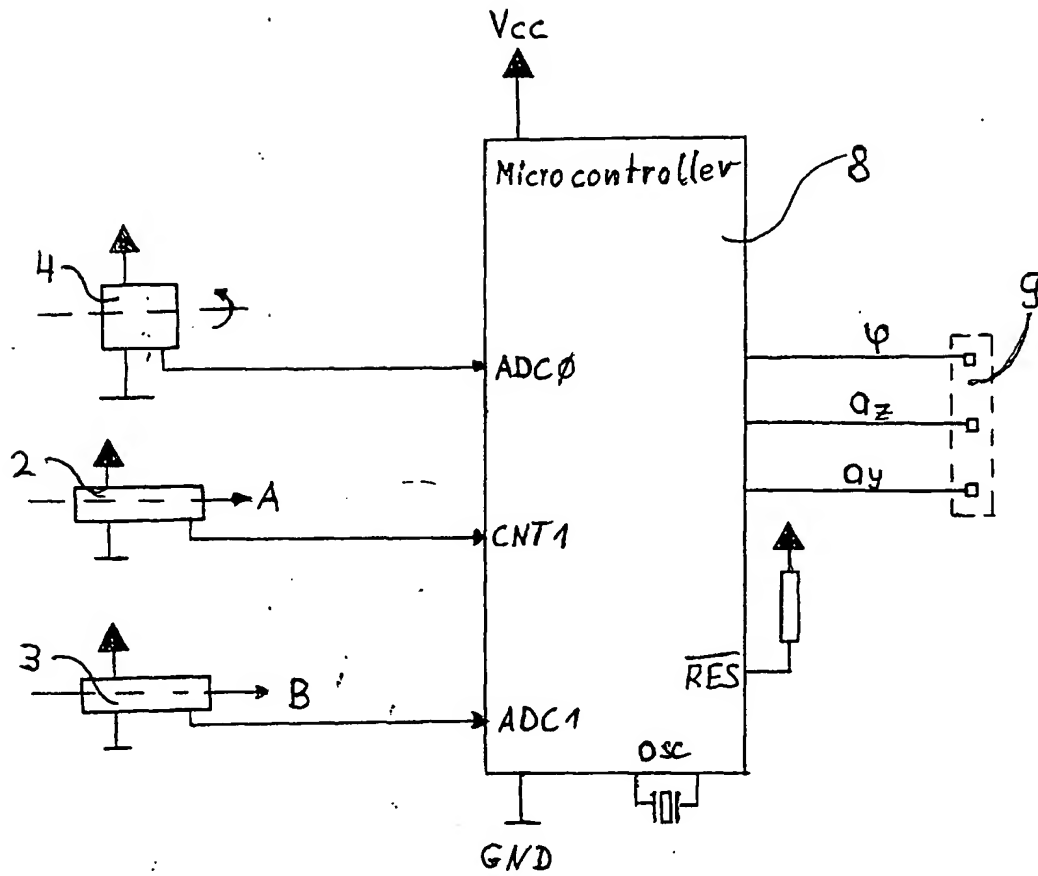 Vcc
Microcontroller
8
4
9
φ
ADCØ
az
2
A
ay
CNT1
3
B
RES
ADC1
OSC
GND